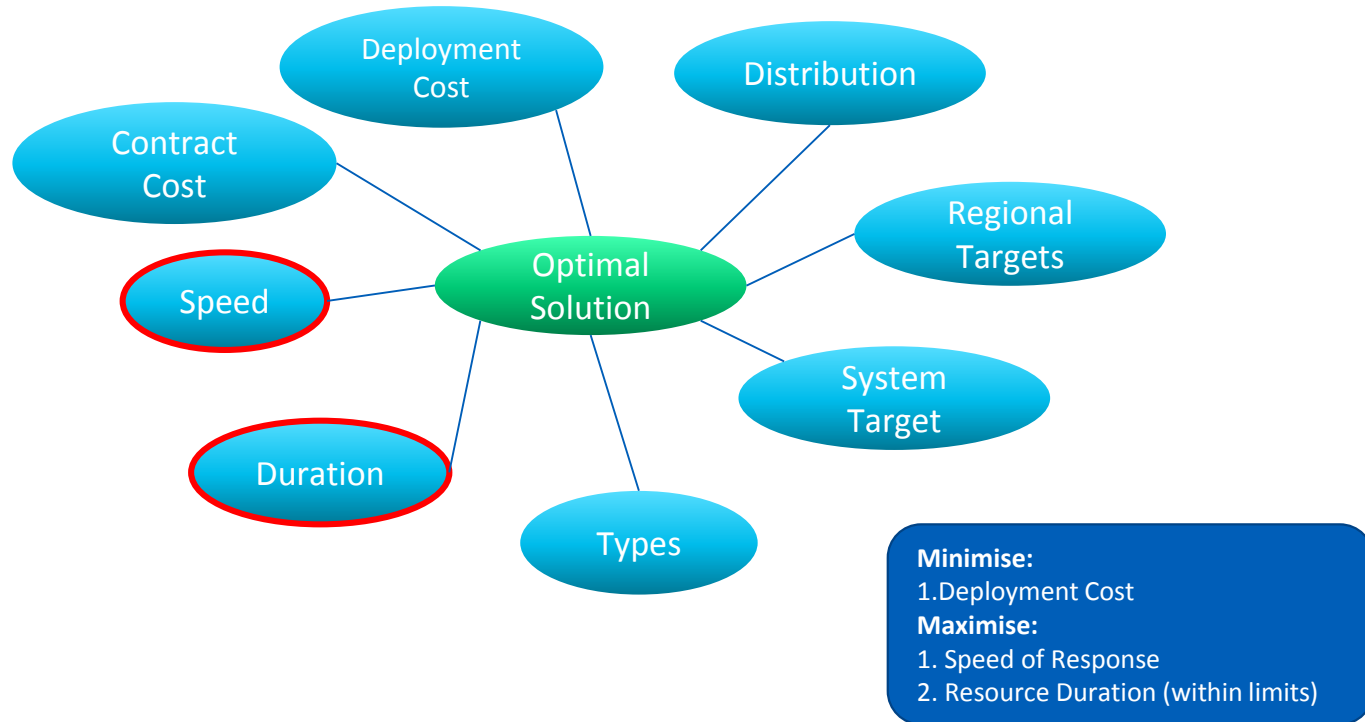 Deployment
Cost
Distribution
Contract
Cost
Regional
Targets
Optimal
Solution
Speed
System
Target
Duration
Types
Minimise:
1.Deployment Cost
Maximise:
1. Speed of Response
2. Resource Duration (within limits)